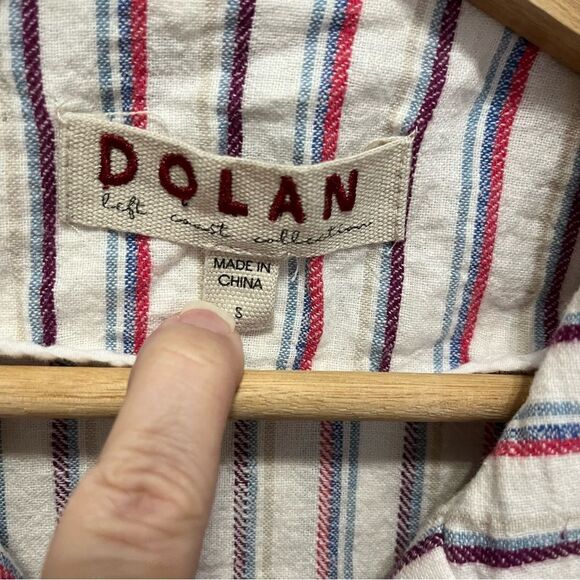 DOLAN
left coast collection
MADE IN
CHINA
S